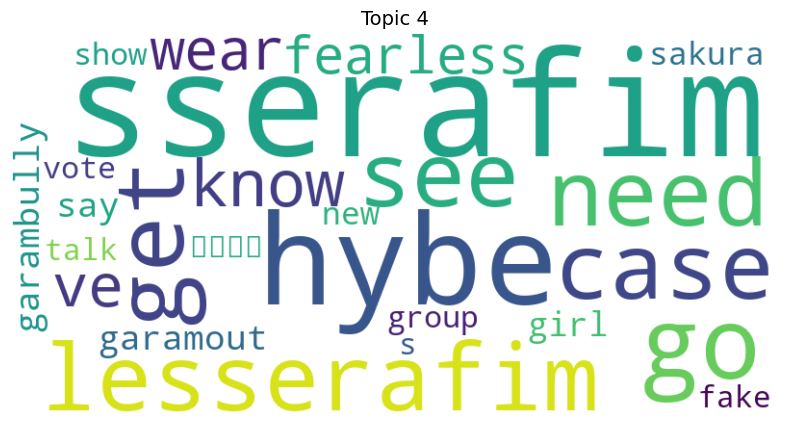 Topic 4
show wear fearless sakura
sserafim
garambully vote get know see need
say new
talk hybe case
ve
garamout group girl go
s
lesserafim fake